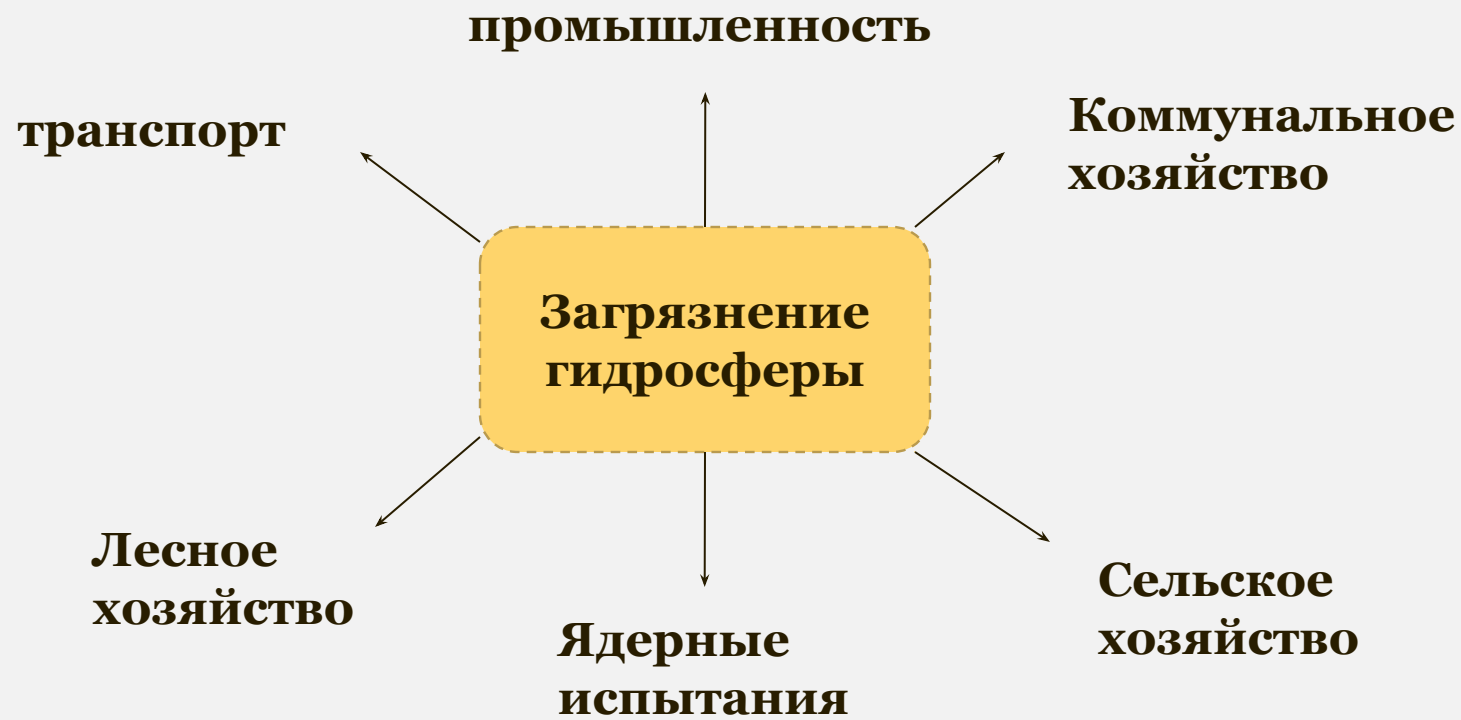 промышленность
транспорт
Коммунальное
хозяйство
Загрязнение
гидросферы
Лесное
хозяйство
Ядерные
испытания
Сельское
хозяйство